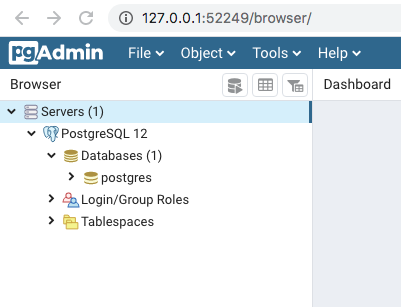 127.0.0.1:52249/browser/
pgAdmin File Object Tools Help
Browser Dashboard
Servers (1)
PostgreSQL 12
Databases (1)
postgres
Login/Group Roles
Tablespaces